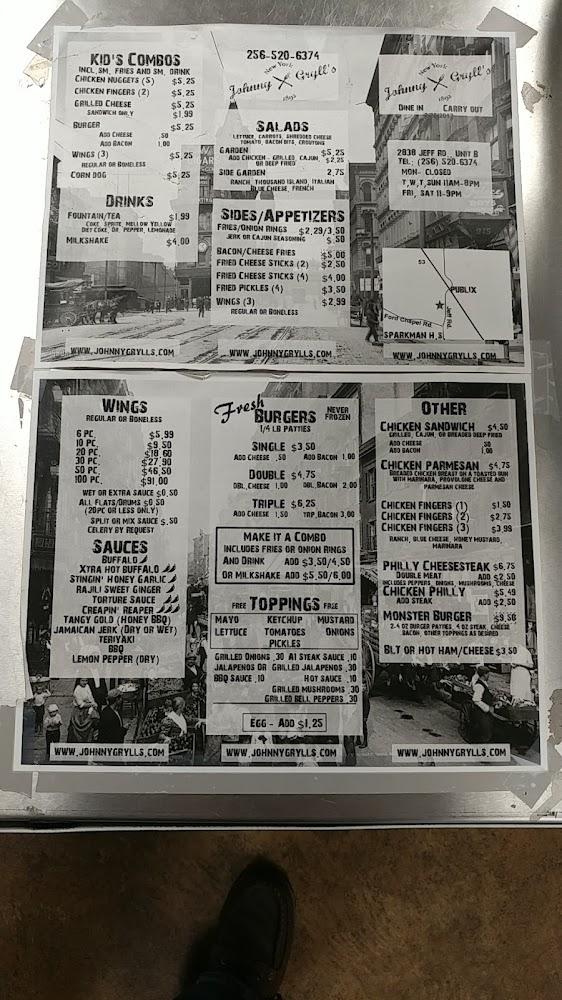 KID'S COMBOS
INCL. SM. FRIES AND SM. DRINK
CHICKEN NUGGETS (5) $5.25
CHICKEN FINGERS (2) $5.25
GRILLED CHEESE $5.25
SANDWICH ONLY $1.99
BURGER $5.25
ADD CHEESE .50
ADD BACON 1.00
WINGS (3) $5.25
REGULAR OR BONELESS
CORN DOG $5.25
DRINKS
FOUNTAIN/TEA $1.99
COKE, SPRITE, MELLOW YELLOW
DIET COKE, DR. PEPPER, LEMONADE
MILKSHAKE $4.00
WWW.JOHNNYGRYLLS.COM
256-520-6374
New York
Johnny Gryll's
1895
SALADS
LETTUCE, CARROTS, SHREDDED CHEESE
TOMATO, BACON BITS, CROUTONS
GARDEN $5.25
ADD CHICKEN - GRILLED, CAJUN, $2.25
OR DEEP FRIED
SIDE GARDEN 2.75
RANCH, THOUSAND ISLAND, ITALIAN
BLUE CHEESE, FRENCH
SIDES/APPETIZERS
FRIES/ONION RINGS $2.29/3.50
JERK OR CAJUN SEASONING $.50
BACON/CHEESE FRIES $5.00
FRIED CHEESE STICKS (2) $2.50
FRIED CHEESE STICKS (4) $4.00
FRIED PICKLES (4) $3.50
WINGS (3) $2.99
REGULAR OR BONELESS
WWW.JOHNNYGRYLLS.COM
New York
Johnny Gryll's
1895
DINE IN CARRY OUT
2838 JEFF RD., UNIT B
TEL: (256) 520-6374
MON- CLOSED
T,W,T,SUN 11AM-8PM
FRI, SAT 11-9PM
53
PUBLIX
Ford Chapel Rd
Jeff Rd.
SPARKMAN H.S
WWW.JOHNNYGRYLLS.COM
WINGS
REGULAR OR BONELESS
6 PC. $5.99
10 PC. $9.50
20 PC. $18.60
30 PC. $27.90
50 PC. $46.50
100 PC. $91.00
WET OR EXTRA SAUCE $0.50
ALL FLATS/DRUMS $0.50
(20PC OR LESS ONLY)
SPLIT OR MIX SAUCE $.50
CELERY BY REQUEST
SAUCES
BUFFALO
XTRA HOT BUFFALO
STINGIN' HONEY GARLIC
RAJILI SWEET GINGER
TORTURE SAUCE
CREAPIN' REAPER
TANGY GOLD (HONEY BBQ)
JAMAICAN JERK (DRY OR WET)
TERIYAKI
BBQ
LEMON PEPPER (DRY)
WWW.JOHNNYGRYLLS.COM
Fresh BURGERS NEVER FROZEN
1/4 LB PATTIES
SINGLE $3.50
ADD CHEESE .50 ADD BACON 1.00
DOUBLE $4.75
DBL.CHEESE 1.00 DBL.BACON 2.00
TRIPLE $6.25
ADD CHEESE 1.50 TRP.BACON 3.00
MAKE IT A COMBO
INCLUDES FRIES OR ONION RINGS
AND DRINK ADD $3.50/4.50
OR MILKSHAKE ADD $5.50/6.00
FREE TOPPINGS FREE
MAYO KETCHUP MUSTARD
LETTUCE TOMATOES ONIONS
PICKLES
GRILLED ONIONS .30 A1 STEAK SAUCE .10
JALAPENOS OR GRILLED JALAPENOS .30
BBQ SAUCE .10 HOT SAUCE .10
GRILLED MUSHROOMS .30
GRILLED BELL PEPPERS .30
EGG - ADD $1.25
WWW.JOHNNYGRYLLS.COM
OTHER
CHICKEN SANDWICH $4.50
GRILLED, CAJUN, OR BREADED DEEP FRIED
ADD CHEESE .50
ADD BACON 1.00
CHICKEN PARMESAN $4.75
BREADED CHICKEN BREAST ON A TOASTED BUN
WITH MARINARA, PROVOLONE CHEESE AND
PARMESAN CHEESE
CHICKEN FINGERS (1) $1.50
CHICKEN FINGERS (2) $2.75
CHICKEN FINGERS (3) $3.99
RANCH, BLUE CHEESE, HONEY MUSTARD,
MARINARA
PHILLY CHEESESTEAK $6.75
DOUBLE MEAT ADD $2.50
INCLUDES PEPPERS, ONIONS, MUSHROOMS, CHEESE
CHICKEN PHILLY $5.49
ADD STEAK ADD $2.50
MONSTER BURGER $9.50
2-4 OZ BURGER PATTIES, 4 OZ STEAK, CHEESE
BACON, OTHER TOPPINGS AS DESIRED
BLT OR HOT HAM/CHEESE $3.50
WWW.JOHNNYGRYLLS.COM